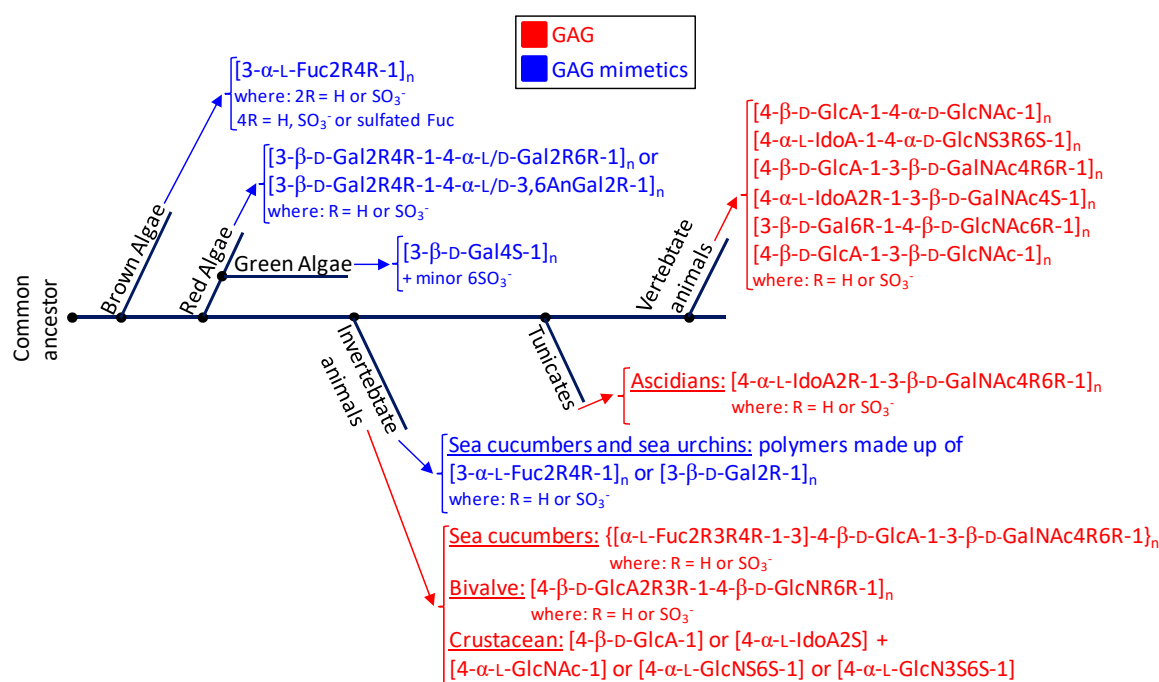 GAG
GAG mimetics
[3-α-L-Fuc2R4R-1]n
where: 2R = H or SO3-
4R = H, SO3- or sulfated Fuc
[3-β-D-Gal2R4R-1-4-α-L/D-Gal2R6R-1]n or
[3-β-D-Gal2R4R-1-4-α-L/D-3,6AnGal2R-1]n
where: R = H or SO3-
[3-β-D-Gal4S-1]n
+ minor 6SO3-
[4-β-D-GlcA-1-4-α-D-GlcNAc-1]n
[4-α-L-IdoA-1-4-α-D-GlcNS3R6S-1]n
[4-β-D-GlcA-1-3-β-D-GalNAc4R6R-1]n
[4-α-L-IdoA2R-1-3-β-D-GalNAc4S-1]n
[3-β-D-Gal6R-1-4-β-D-GlcNAc6R-1]n
[4-β-D-GlcA-1-3-β-D-GlcNAc-1]n
where: R = H or SO3-
Common
ancestor
Brown Algae
Red Algae
Green Algae
Invertebtate
animals
Tunicates
Vertebtate
animals
Ascidians: [4-α-L-IdoA2R-1-3-β-D-GalNAc4R6R-1]n
where: R = H or SO3-
Sea cucumbers and sea urchins: polymers made up of
[3-α-L-Fuc2R4R-1]n or [3-β-D-Gal2R-1]n
where: R = H or SO3-
Sea cucumbers: {[α-L-Fuc2R3R4R-1-3]-4-β-D-GlcA-1-3-β-D-GalNAc4R6R-1}n
where: R = H or SO3-
Bivalve: [4-β-D-GlcA2R3R-1-4-β-D-GlcNR6R-1]n
where: R = H or SO3-
Crustacean: [4-β-D-GlcA-1] or [4-α-L-IdoA2S] +
[4-α-L-GlcNAc-1] or [4-α-L-GlcNS6S-1] or [4-α-L-GlcN3S6S-1]